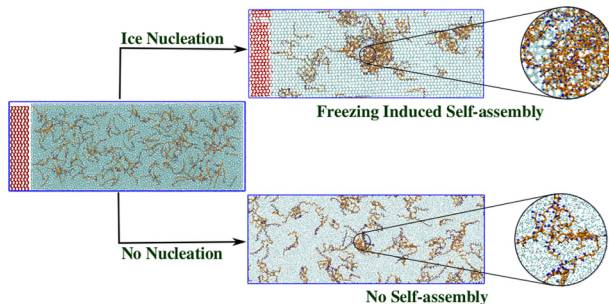 Ice Nucleation
Freezing Induced Self-assembly
No Nucleation
No Self-assembly